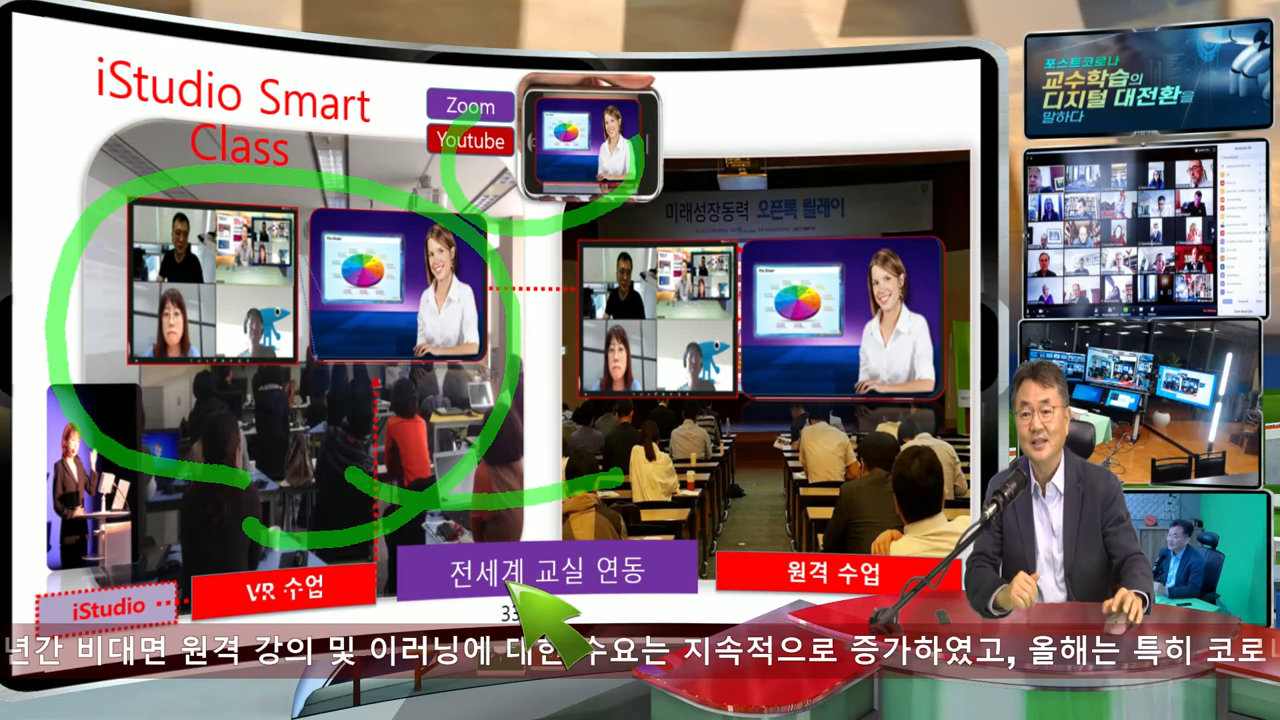 iStudio Smart
Class
Zoom
Youtube
미래성장동력 오픈톡 릴레이
iStudio
VR 수업
전세계 교실 연동
원격 수업
33
포스트코로나
교수학습의
디지털 대전환을
말하다
년간 비대면 원격 강의 및 이러닝에 대한 수요는 지속적으로 증가하였고, 올해는 특히 코로